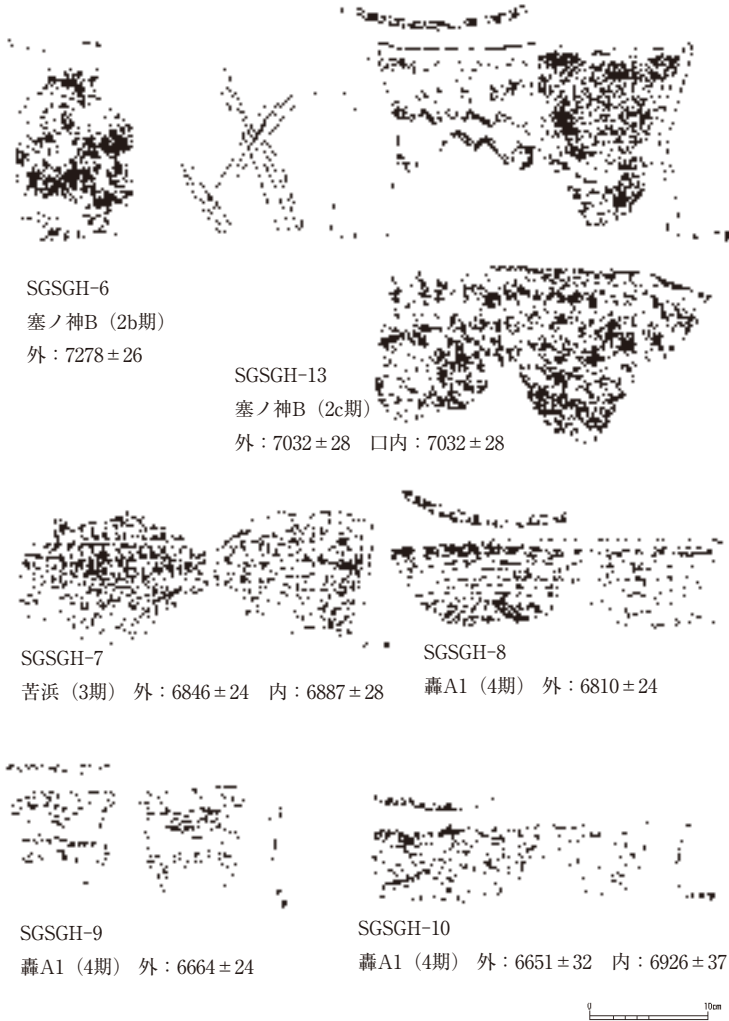 SGSGH-6
塞ノ神B（2b期）
外：7278±26
SGSGH-13
塞ノ神B（2c期）
外：7032±28　口内：7032±28
SGSGH-7
苦浜（3期）　外：6846±24　内：6887±28
SGSGH-8
轟A1（4期）　外：6810±24
SGSGH-9
轟A1（4期）　外：6664±24
SGSGH-10
轟A1（4期）　外：6651±32　内：6926±37
0　10cm